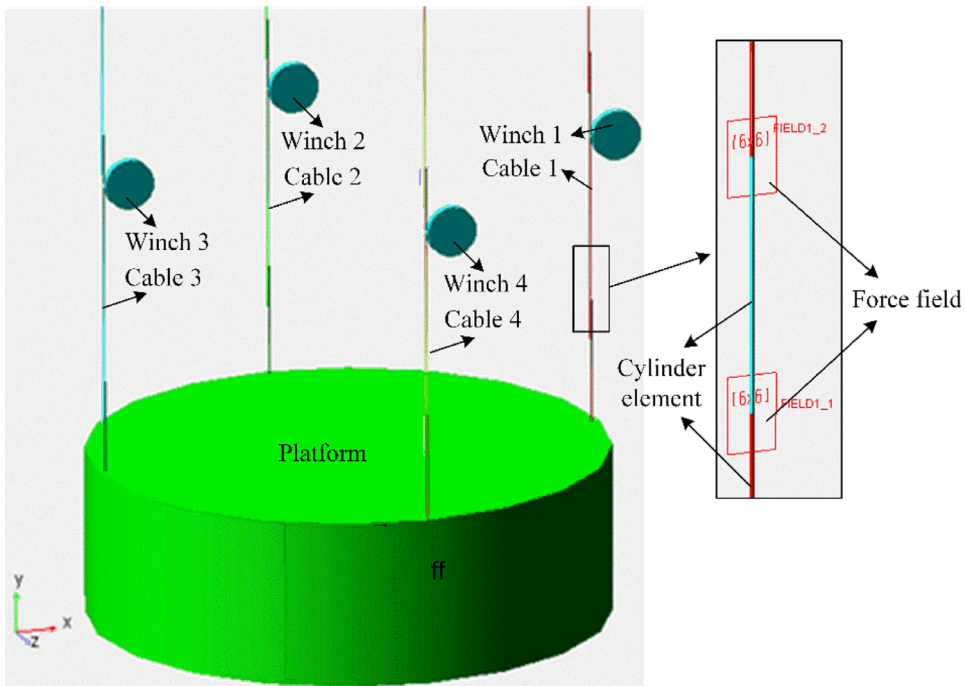 Winch 2
Cable 2
Winch 1
Cable 1
Winch 3
Cable 3
Winch 4
Cable 4
Platform
ff
y
x
z
[6x6]
FIELD1_2
Force field
Cylinder
element
[6x6]
FIELD1_1